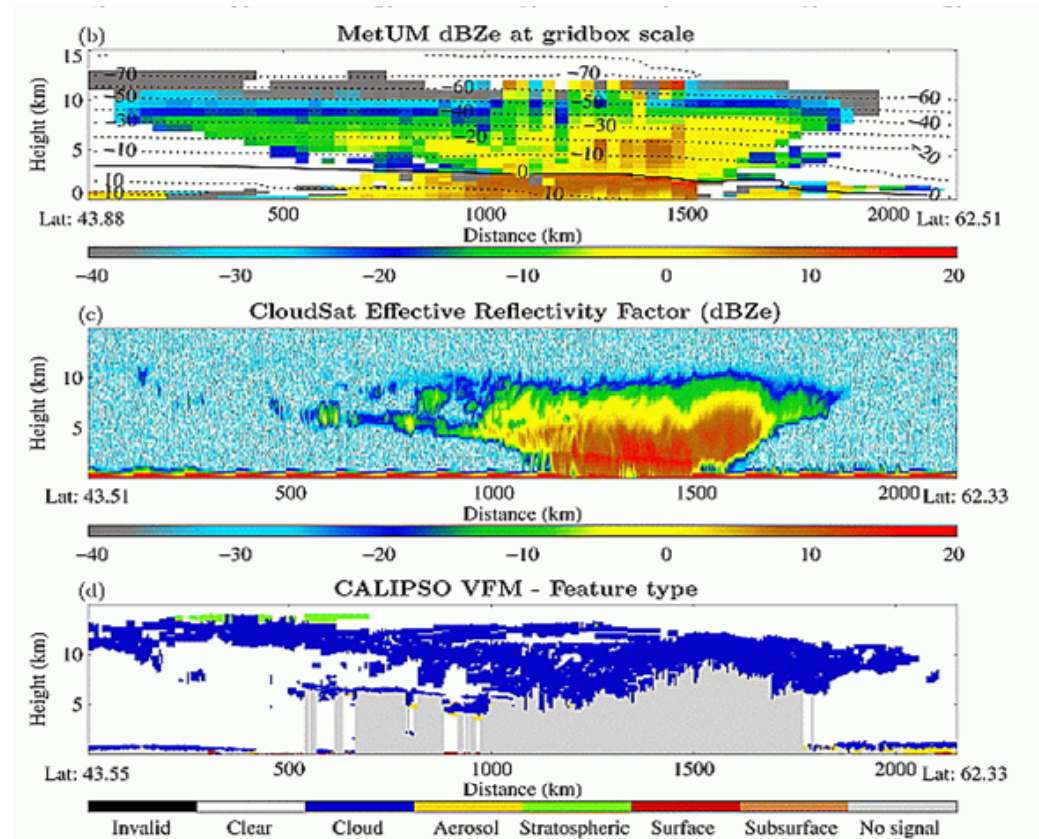 (b)
MetUM dBZe at gridbox scale
15
10
5
0
Height (km)
−70
−60
−50
−30
−10
10
10
−70
−70
−60
−40
−20
0
10
−50
−30
−10
−60
−40
−20
0
Lat: 43.88
500
1000
1500
2000
Lat: 62.51
Distance (km)
−40
−30
−20
−10
0
10
20
(c)
CloudSat Effective Reflectivity Factor (dBZe)
10
5
Height (km)
Lat: 43.51
500
1000
1500
2000
Lat: 62.33
Distance (km)
−40
−30
−20
−10
0
10
20
(d)
CALIPSO VFM - Feature type
10
5
Height (km)
Lat: 43.55
500
1000
1500
2000
Lat: 62.33
Distance (km)
Invalid
Clear
Cloud
Aerosol
Stratospheric
Surface
Subsurface
No signal